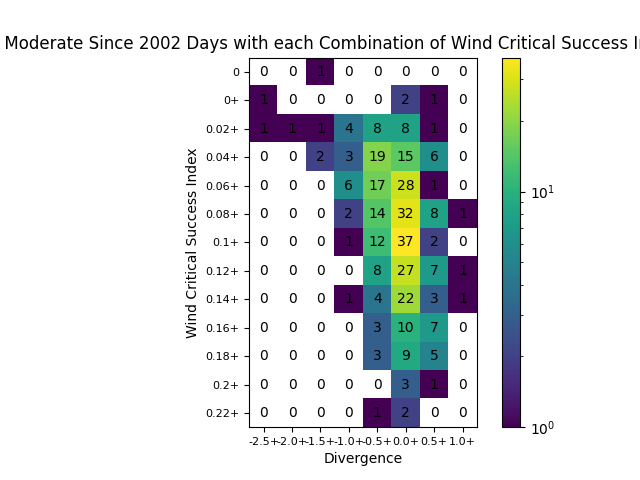 Moderate Since 2002 Days with each Combination of Wind Critical Success
Wind Critical Success Index
0 0 0 1 0 0 0 0 0
0+ 1 0 0 0 0 2 1 0
0.02+ 1 1 1 4 8 8 1 0
0.04+ 0 0 2 3 19 15 6 0
0.06+ 0 0 0 6 17 28 1 0
0.08+ 0 0 0 2 14 32 8 1
0.1+ 0 0 0 1 12 37 2 0
0.12+ 0 0 0 0 8 27 7 1
0.14+ 0 0 0 1 4 22 3 1
0.16+ 0 0 0 0 3 10 7 0
0.18+ 0 0 0 0 3 9 5 0
0.2+ 0 0 0 0 0 3 1 0
0.22+ 0 0 0 0 1 2 0 0
-2.5+ -2.0+ -1.5+ -1.0+ -0.5+ 0.0+ 0.5+ 1.0+
Divergence
10¹
10⁰